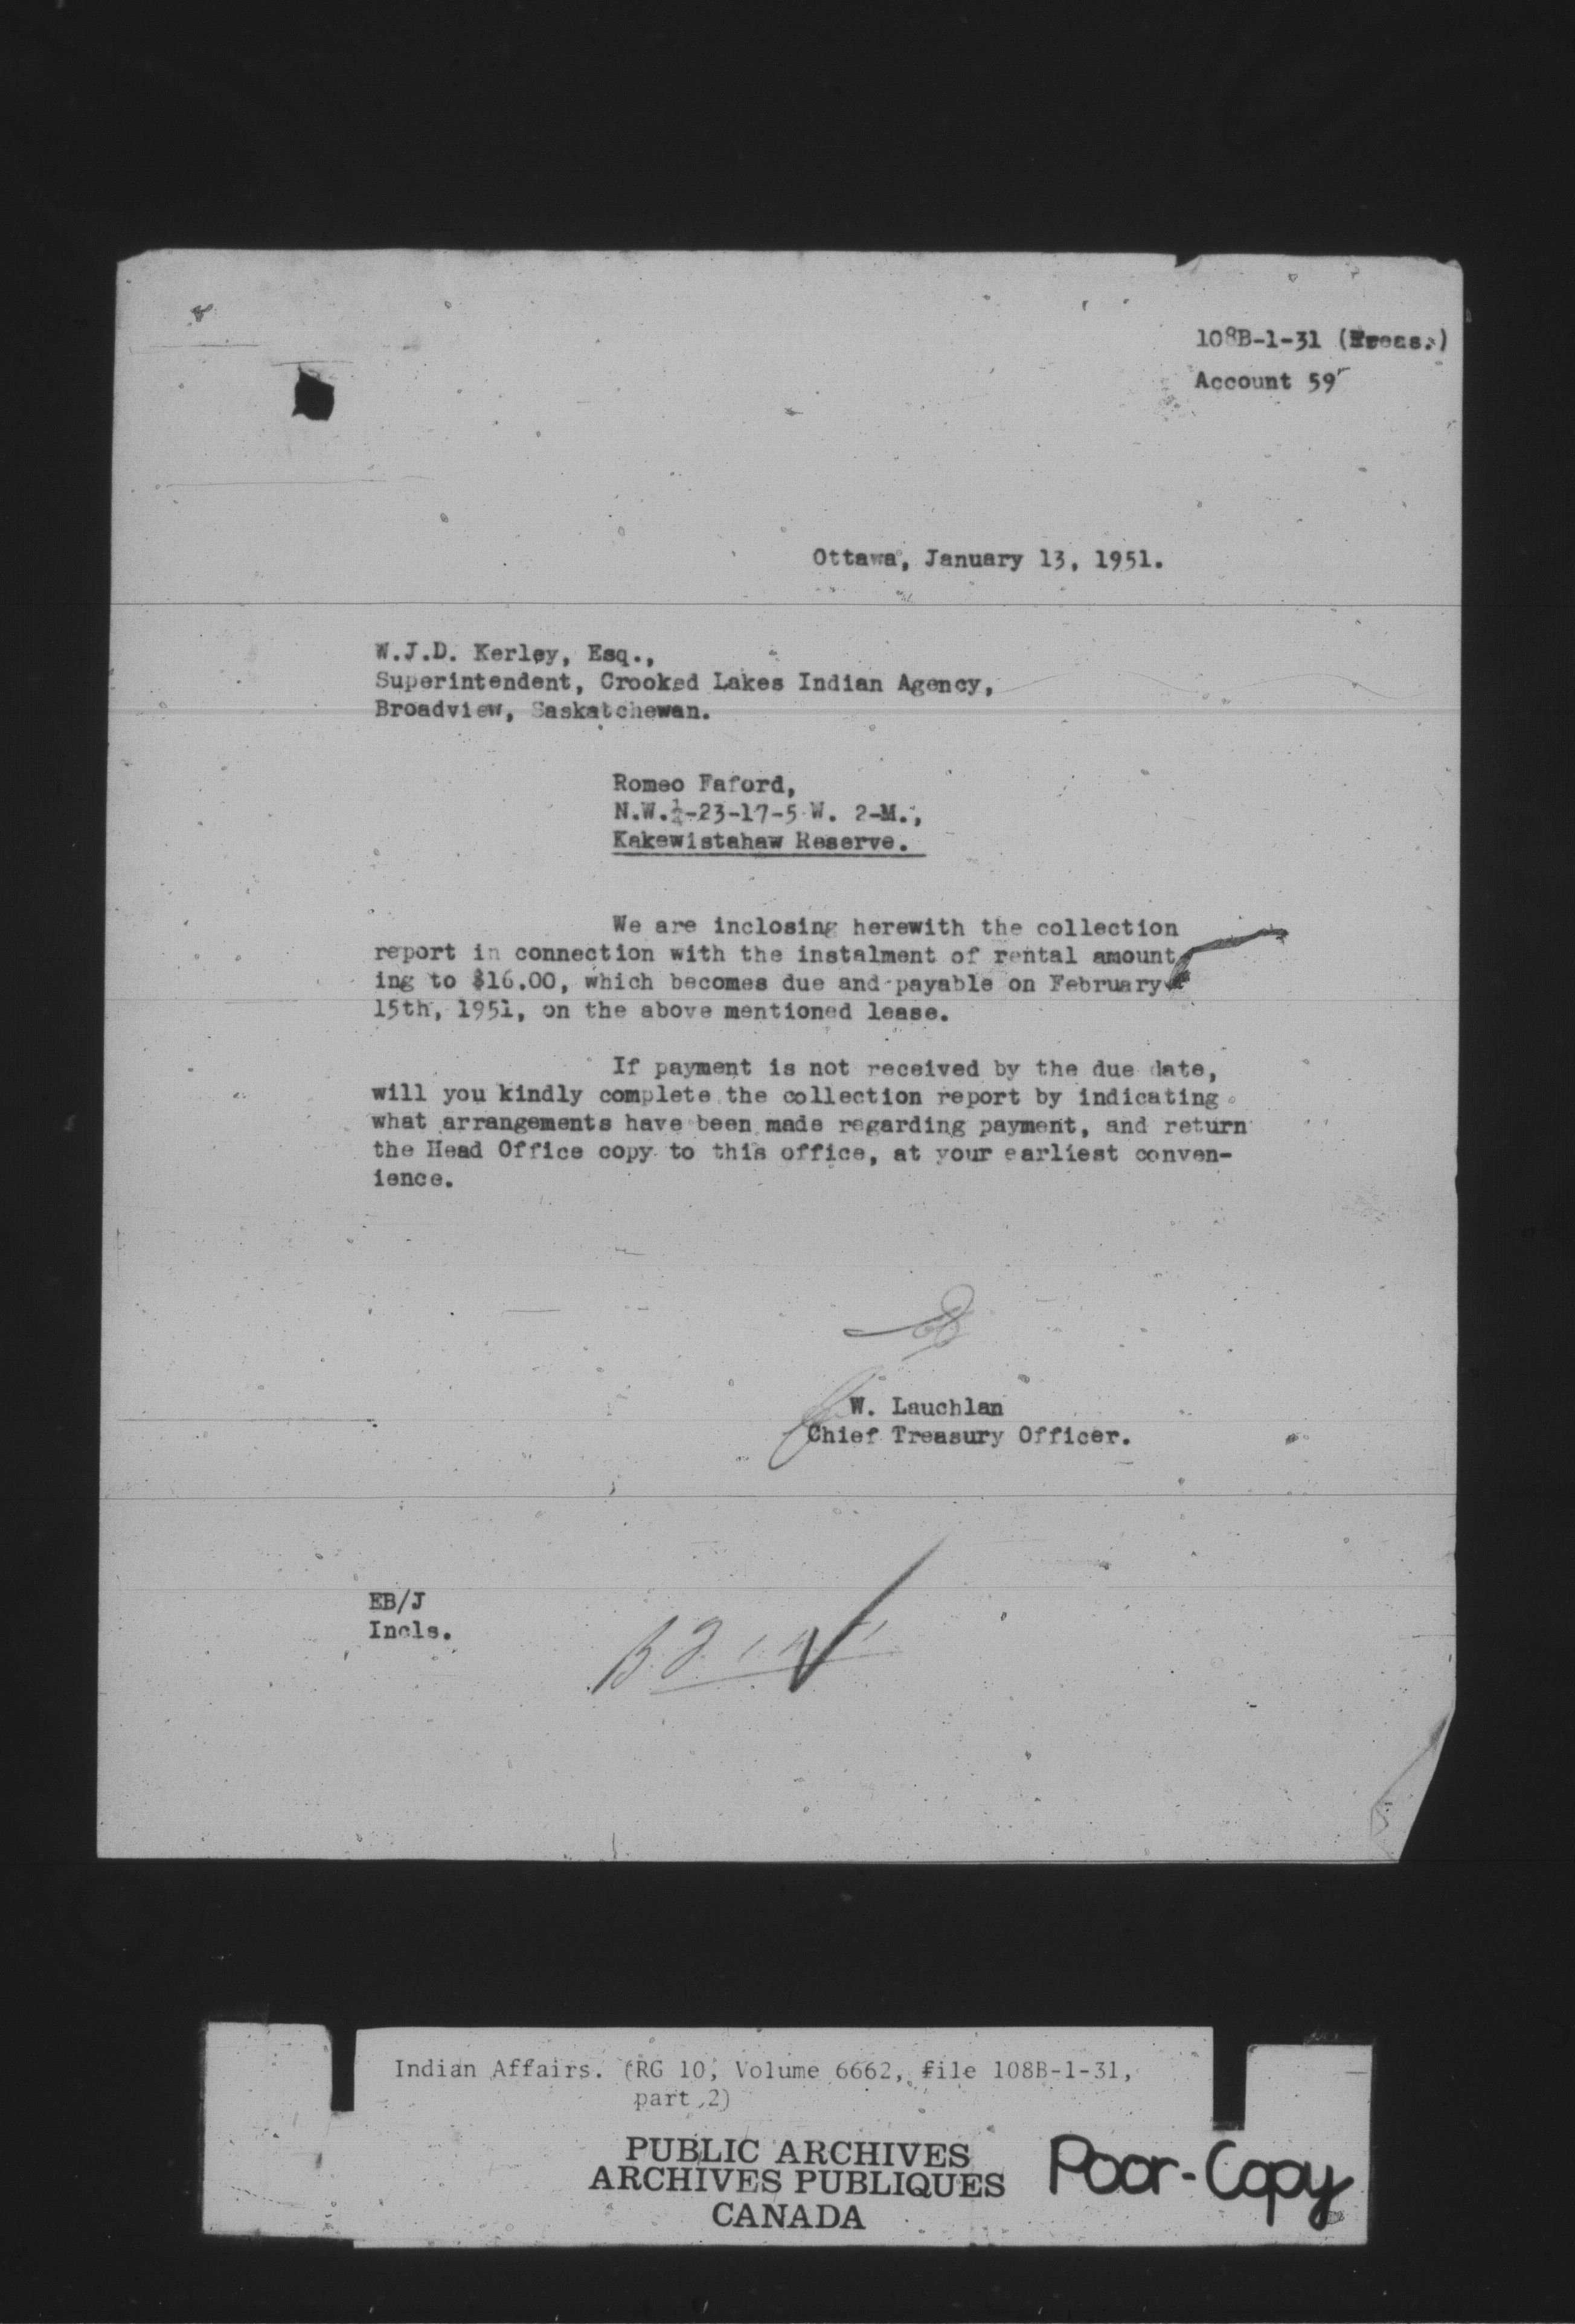 108B-1-31 (Treas.)
Account 59
Ottawa, January 13, 1951.
W.J.D. Kerley, Esq.,
Superintendent, Crooked Lakes Indian Agency,
Broadview, Saskatchewan.
Romeo Faford,
N.W.¼-23-17-5 W. 2-M.,
Kakewistahaw Reserve.
We are inclosing herewith the collection
report in connection with the instalment of rental amount
ing to $16.00, which becomes due and payable on February
15th, 1951, on the above mentioned lease.
If payment is not received by the due date,
will you kindly complete the collection report by indicating
what arrangements have been made regarding payment, and return
the Head Office copy to this office, at your earliest conven-
ience.
W. Lauchlan
Chief Treasury Officer.
EB/J
Incls.
Indian Affairs. (RG 10, Volume 6662, file 108B-1-31,
part 2)
PUBLIC ARCHIVES
ARCHIVES PUBLIQUES
CANADA
Poor-Copy